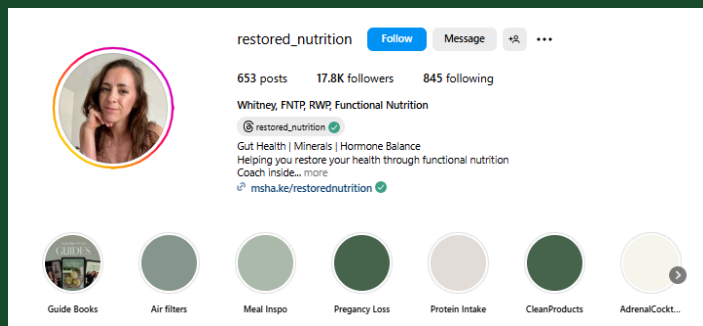 restored_nutrition Follow Message
653 posts 17.8K followers 845 following
Whitney, FNTP, RWP, Functional Nutrition
restored_nutrition
Gut Health | Minerals | Hormone Balance
Helping you restore your health through functional nutrition
Coach inside... more
msha.ke/restorednutrition
GUIDES
Guide Books Air filters Meal Inspo Pregancy Loss Protein Intake CleanProducts AdrenalCockt...